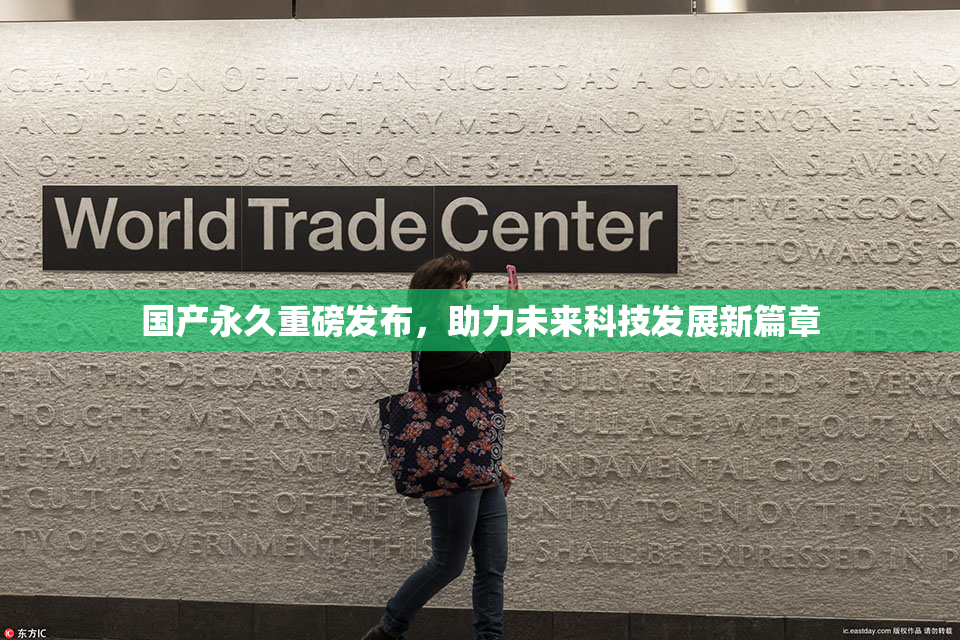 CLARATION OF HUMAN RIGHTS AS A COMMON STAND
AND IDEAS THROUGH ANY MEDIA AND EVERYONE HAS T
OF THIS PLEDGE NO ONE SHALL BE HELD IN SLAVERY
World Trade Center
ECTIVE RECOGN
ACT TOWARDS O
国产永久重磅发布，助力未来科技发展新篇章
IN THIS DECLARATION FULLY REALIZED EVERYO
THOUGHT MEN AND OF FULL AGE, WITHO
E FAMILY IS THE NATURA FUNDAMENTAL GROUP
E CULTURAL LIFE OF THE UNITY, TO ENJOY THE ART
TY OF GOVERNMENT; THIS SHALL BE EXPRESSED IN P
东方IC
ic.eastday.com 版权作品 请勿转载